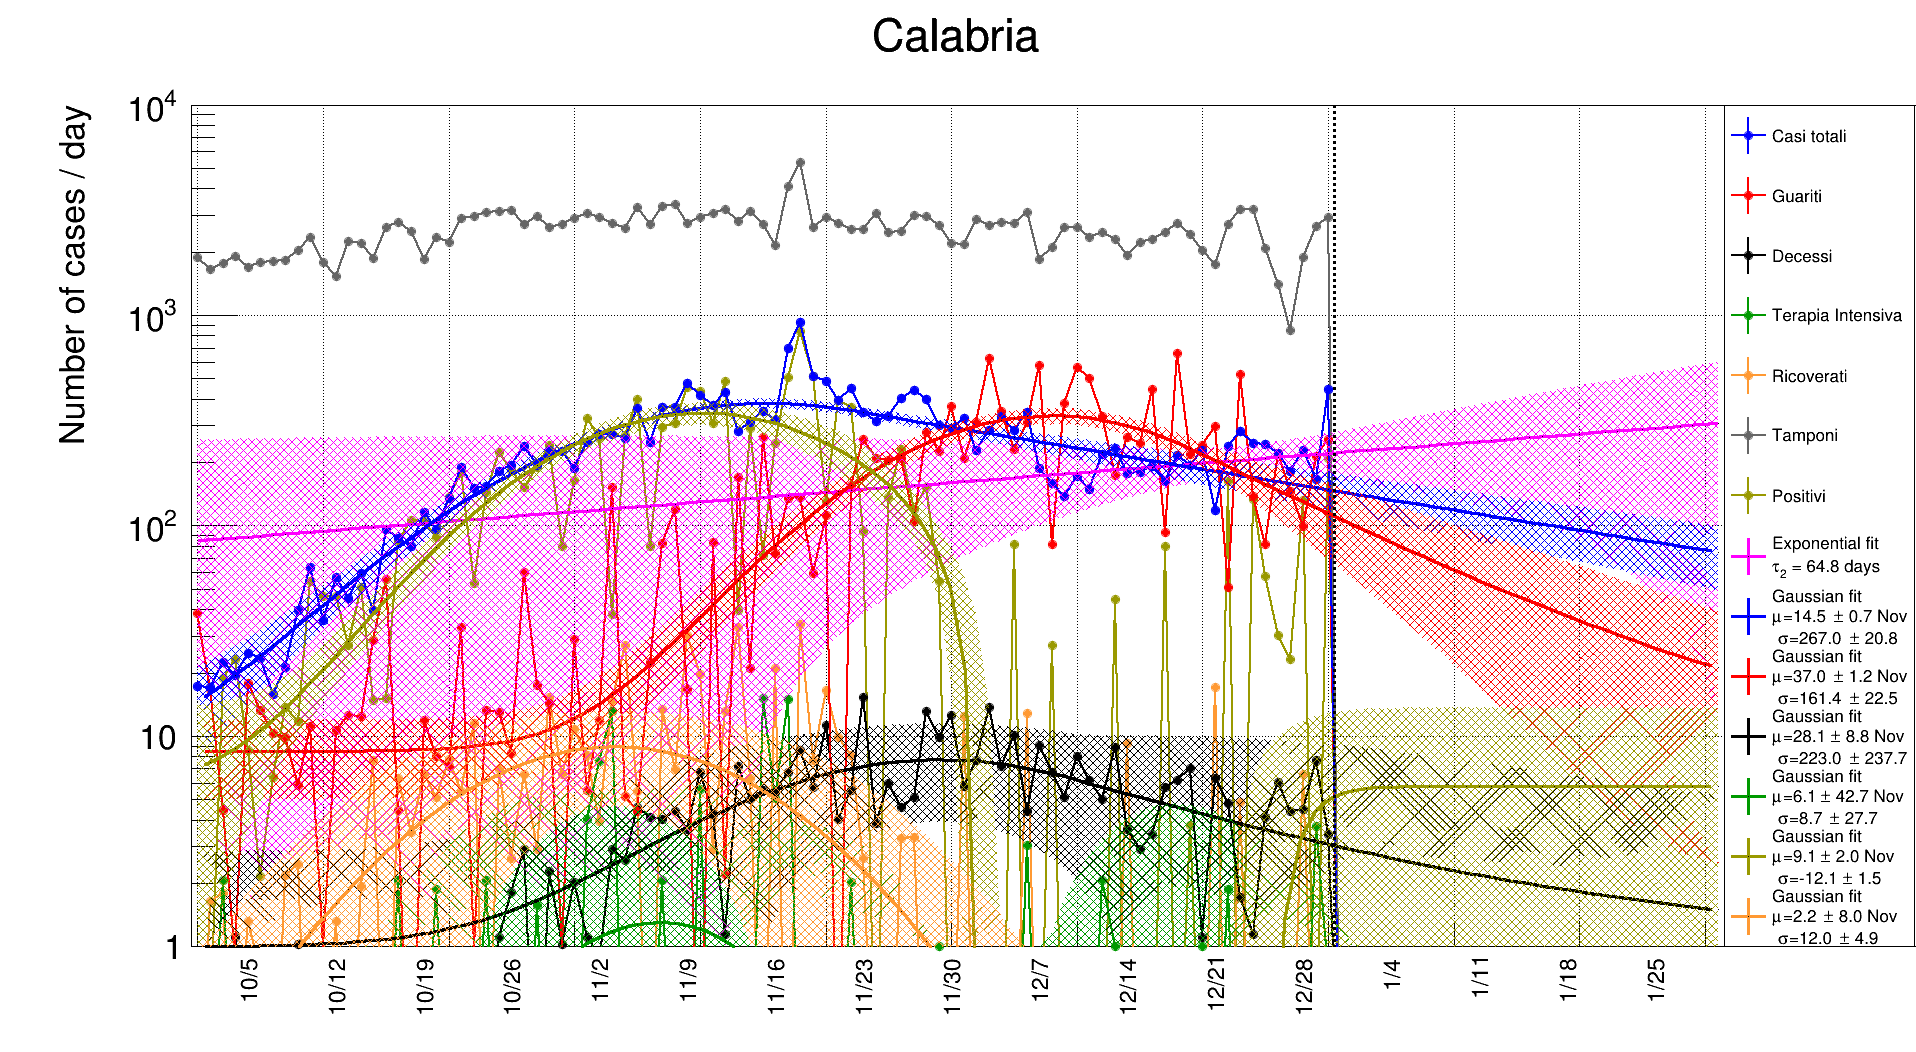 Calabria
Number of cases / day
10⁴
10³
10²
10
1
10/5
10/12
10/19
10/26
11/2
11/9
11/16
11/23
11/30
12/7
12/14
12/21
12/28
1/4
1/11
1/18
1/25
Casi totali
Guariti
Decessi
Terapia Intensiva
Ricoverati
Tamponi
Positivi
Exponential fit
τ₂ = 64.8 days
Gaussian fit
μ=14.5 ± 0.7 Nov
σ=267.0 ± 20.8
Gaussian fit
μ=37.0 ± 1.2 Nov
σ=161.4 ± 22.5
Gaussian fit
μ=28.1 ± 8.8 Nov
σ=223.0 ± 237.7
Gaussian fit
μ=6.1 ± 42.7 Nov
σ=8.7 ± 27.7
Gaussian fit
μ=9.1 ± 2.0 Nov
σ=-12.1 ± 1.5
Gaussian fit
μ=2.2 ± 8.0 Nov
σ=12.0 ± 4.9